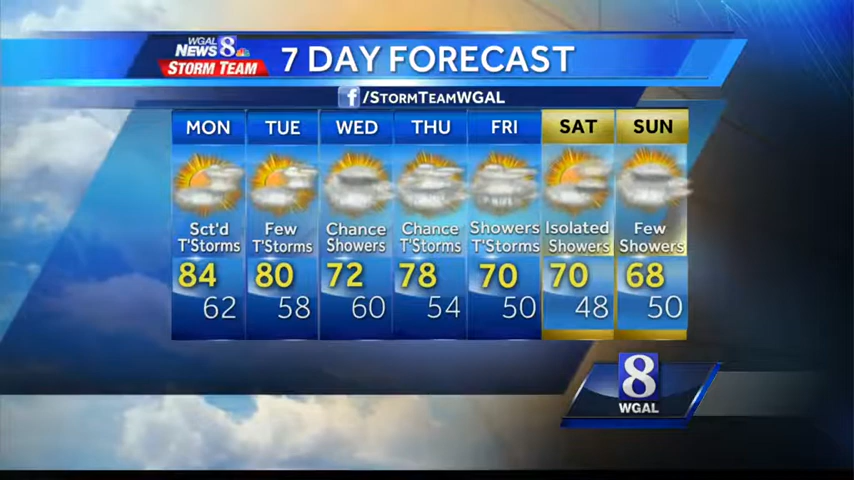 WGAL
NEWS 8
STORM TEAM
7 DAY FORECAST
f /STORMTEAMWGAL
MON TUE WED THU FRI SAT SUN
Sct'd Few Chance Chance Showers Isolated Few
T'Storms T'Storms Showers T'Storms T'Storms Showers Showers
84 80 72 78 70 70 68
62 58 60 54 50 48 50
8
WGAL